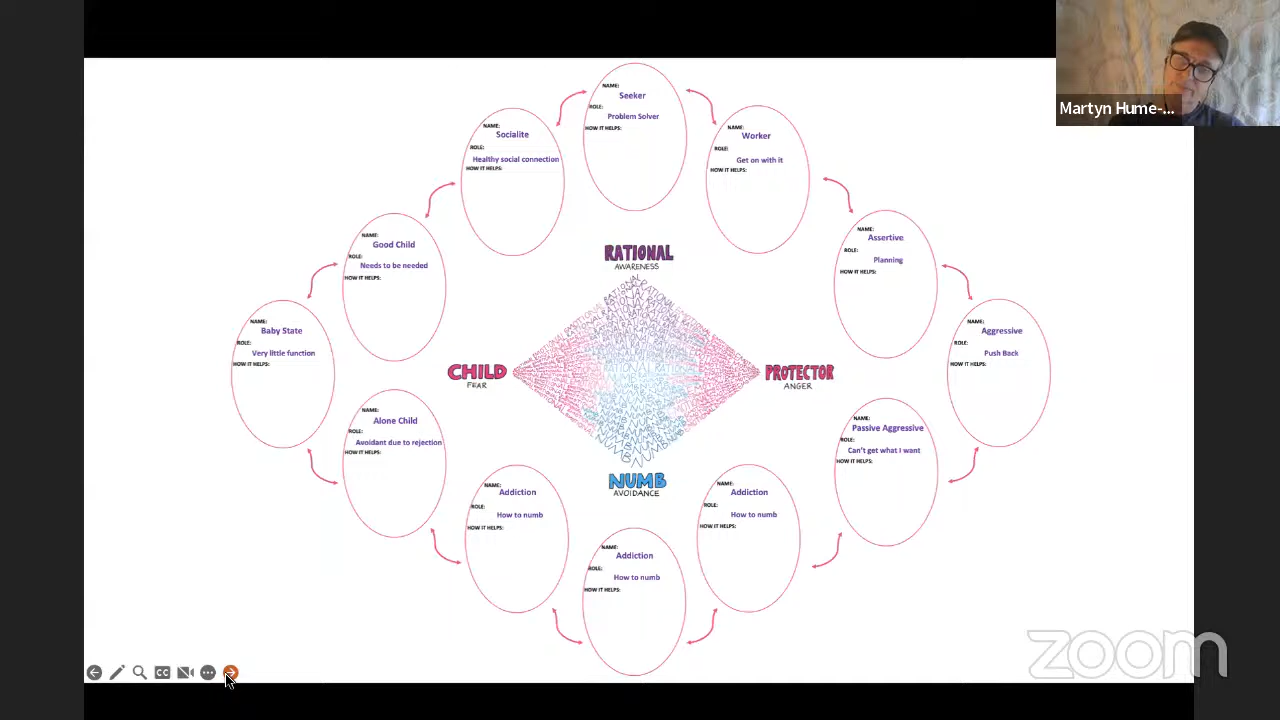 Martyn Hume-...
NAME:
Seeker
ROLE:
Problem Solver
HOW IT HELPS:
NAME:
Socialite
ROLE:
Healthy social connection
HOW IT HELPS:
NAME:
Worker
ROLE:
Get on with it
HOW IT HELPS:
NAME:
Good Child
ROLE:
Needs to be needed
HOW IT HELPS:
NAME:
Assertive
ROLE:
Planning
HOW IT HELPS:
RATIONAL
AWARENESS
NAME:
Baby State
ROLE:
Very little function
HOW IT HELPS:
NAME:
Aggressive
ROLE:
Push Back
HOW IT HELPS:
CHILD
FEAR
RATIONAL RATIONAL
PROTECTOR
ANGER
NAME:
Alone Child
ROLE:
Avoidant due to rejection
HOW IT HELPS:
NAME:
Passive Aggressive
ROLE:
Can't get what I want
HOW IT HELPS:
NUMB
AVOIDANCE
NAME:
Addiction
ROLE:
How to numb
HOW IT HELPS:
NAME:
Addiction
ROLE:
How to numb
HOW IT HELPS:
NAME:
Addiction
ROLE:
How to numb
HOW IT HELPS:
CC
zoom